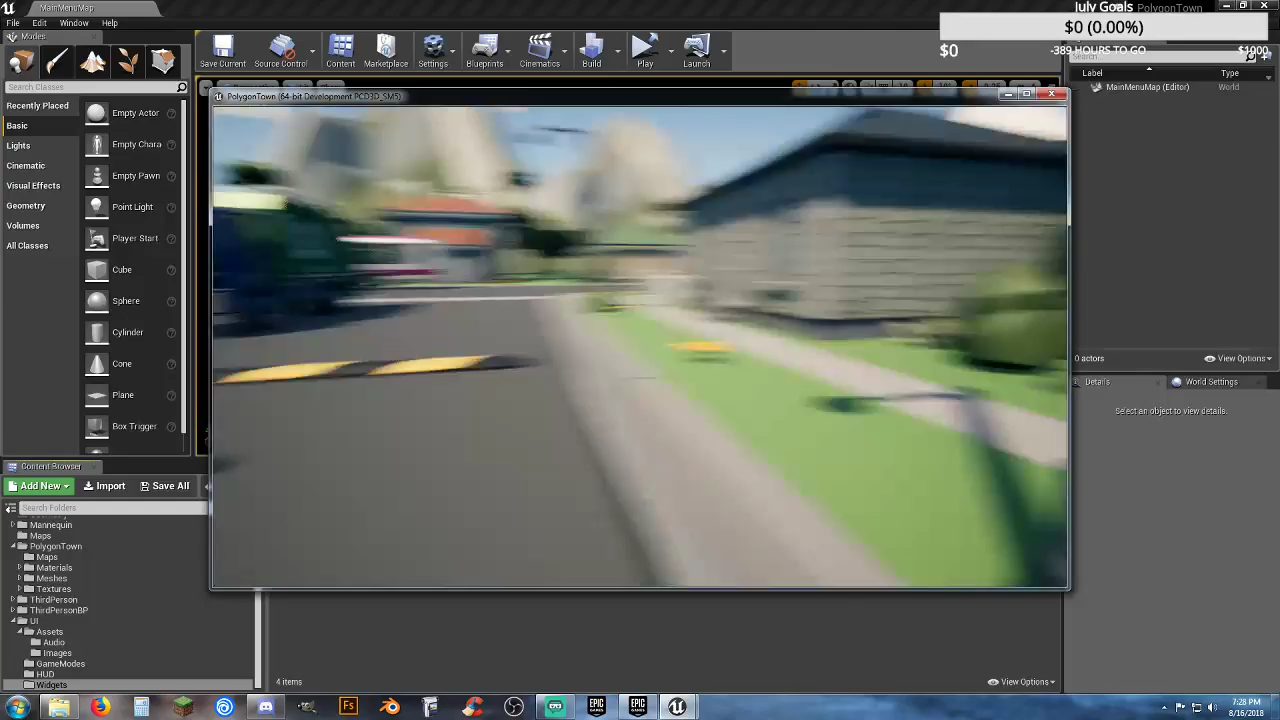 MainMenuMap
July Goals
PolygonTown
File Edit Window Help
$0 (0.00%)
$0
-389 HOURS TO GO
$1000
Modes
Save Current
Source Control
Content
Marketplace
Settings
Blueprints
Cinematics
Build
Play
Launch
Search Classes
Search...
Label
Type
MainMenuMap (Editor)
World
PolygonTown (64-bit Development PCD3D_SM5)
Recently Placed
Basic
Lights
Cinematic
Visual Effects
Geometry
Volumes
All Classes
Empty Actor
Empty Chara
Empty Pawn
Point Light
Player Start
Cube
Sphere
Cylinder
Cone
Plane
Box Trigger
0 actors
View Options
Details
World Settings
Select an object to view details.
Content Browser
Add New
Import
Save All
Search Folders
Mannequin
Maps
PolygonTown
Maps
Materials
Meshes
Textures
ThirdPerson
ThirdPersonBP
UI
Assets
Audio
Images
GameModes
HUD
Widgets
4 items
View Options
Fs
EPIC GAMES
EPIC GAMES
7:28 PM
8/16/2018